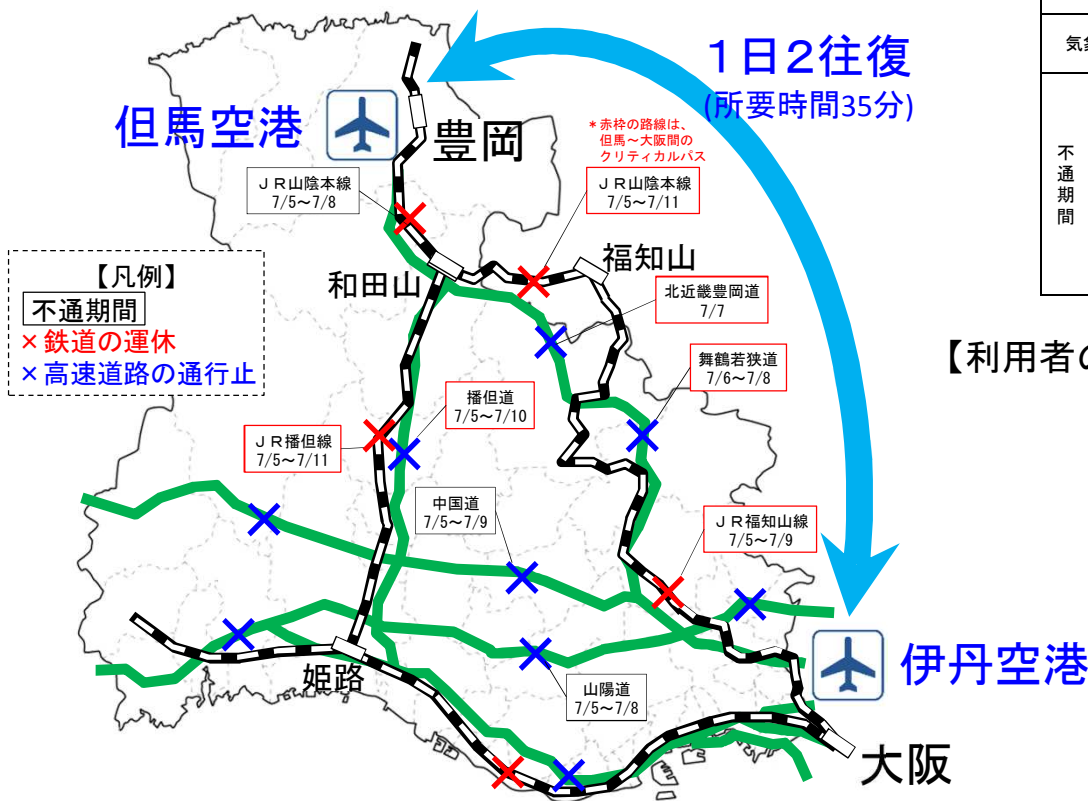 1日2往復
(所要時間35分)
気
不
通
期
間
但馬空港
豊岡
*赤枠の路線は、
但馬~大阪間の
クリティカルパス
JR山陰本線
7/5~7/8
JR山陰本線
7/5~7/11
【凡例】
不通期間
×鉄道の運休
×高速道路の通行止
和田山
福知山
北近畿豊岡道
7/7
舞鶴若狭道
7/6~7/8
播但道
7/5~7/10
JR播但線
7/5~7/11
【利用者の
中国道
7/5~7/9
JR福知山線
7/5~7/9
姫路
山陽道
7/5~7/8
伊丹空港
大阪